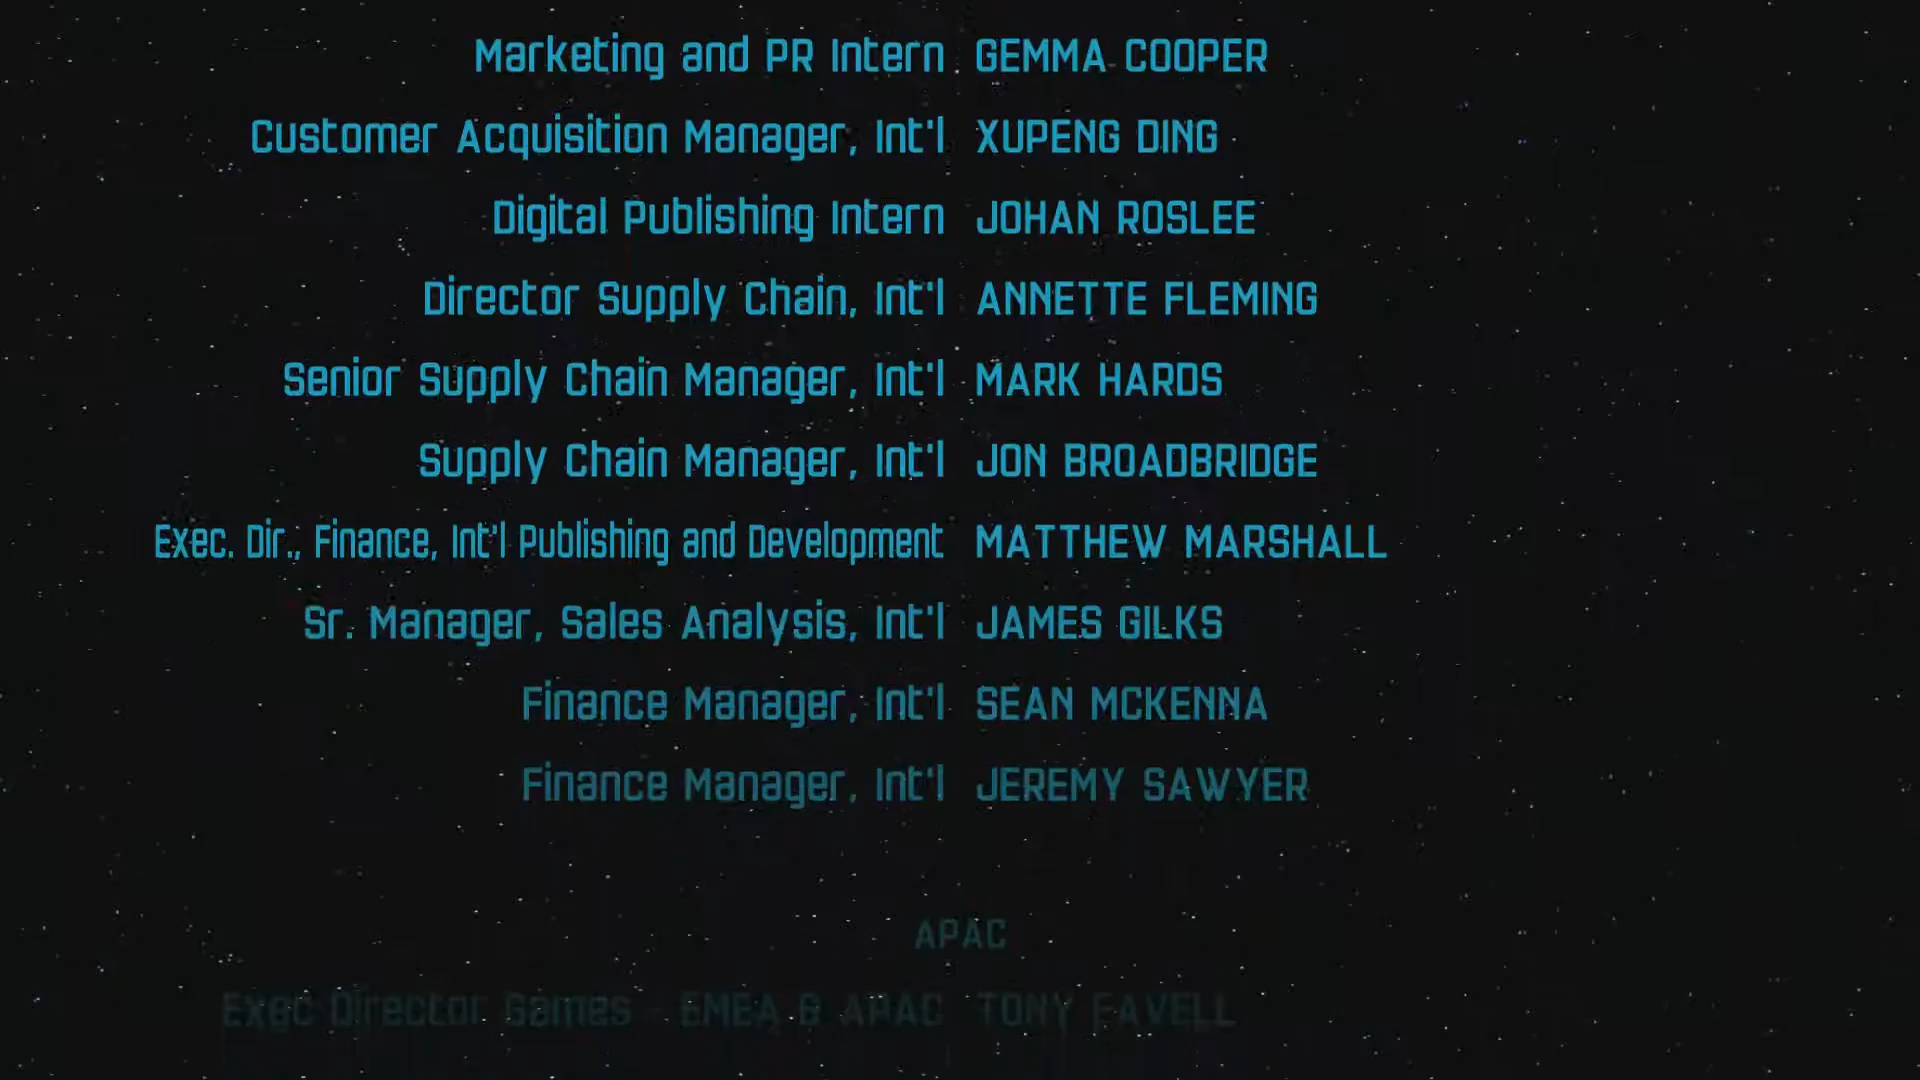 Marketing and PR Intern GEMMA COOPER
Customer Acquisition Manager, Int'l XUPENG DING
Digital Publishing Intern JOHAN ROSLEE
Director Supply Chain, Int'l ANNETTE FLEMING
Senior Supply Chain Manager, Int'l MARK HARDS
Supply Chain Manager, Int'l JON BROADBRIDGE
Exec. Dir., Finance, Int'l Publishing and Development MATTHEW MARSHALL
Sr. Manager, Sales Analysis, Int'l JAMES GILKS
Finance Manager, Int'l SEAN MCKENNA
Finance Manager, Int'l JEREMY SAWYER
APAC
Exec Director Games - EMEA & APAC TONY FAVELL